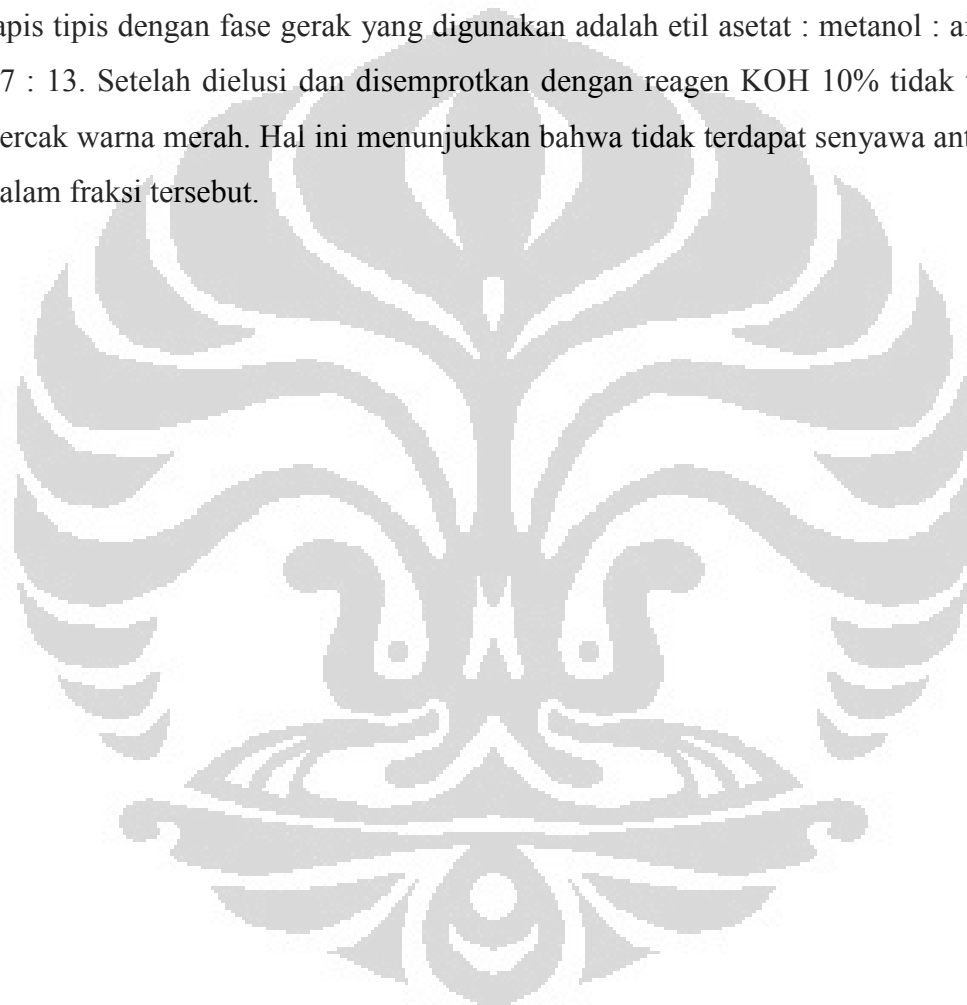 apis tipis dengan fase gerak yang digunakan adalah etil asetat : metanol : a
7 : 13. Setelah dielusi dan disemprotkan dengan reagen KOH 10% tidak
ercak warna merah. Hal ini menunjukkan bahwa tidak terdapat senyawa ant
alam fraksi tersebut.